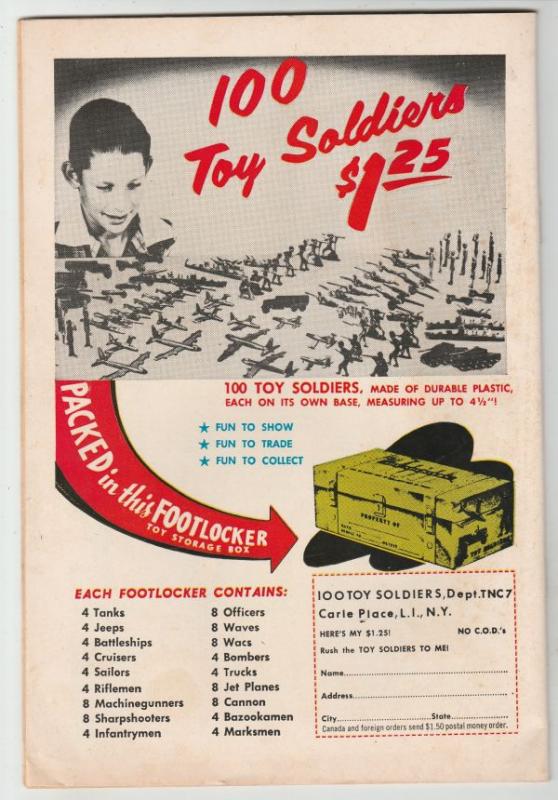 100
Toy Soldiers
$1.25
100 TOY SOLDIERS, MADE OF DURABLE PLASTIC,
EACH ON ITS OWN BASE, MEASURING UP TO 4½"!
★ FUN TO SHOW
★ FUN TO TRADE
★ FUN TO COLLECT
PACKED in this FOOTLOCKER
TOY STORAGE BOX
PROPERTY OF
EACH FOOTLOCKER CONTAINS:
4 Tanks
4 Jeeps
4 Battleships
4 Cruisers
4 Sailors
4 Riflemen
8 Machinegunners
8 Sharpshooters
4 Infantrymen
8 Officers
8 Waves
8 Wacs
4 Bombers
4 Trucks
8 Jet Planes
8 Cannon
4 Bazookamen
4 Marksmen
100 TOY SOLDIERS, Dept. TNC7
Carle Place, L.I., N.Y.
HERE'S MY $1.25! NO C.O.D.'s
Rush the TOY SOLDIERS TO ME!
Name
Address
City State
Canada and foreign orders send $1.50 postal money order.